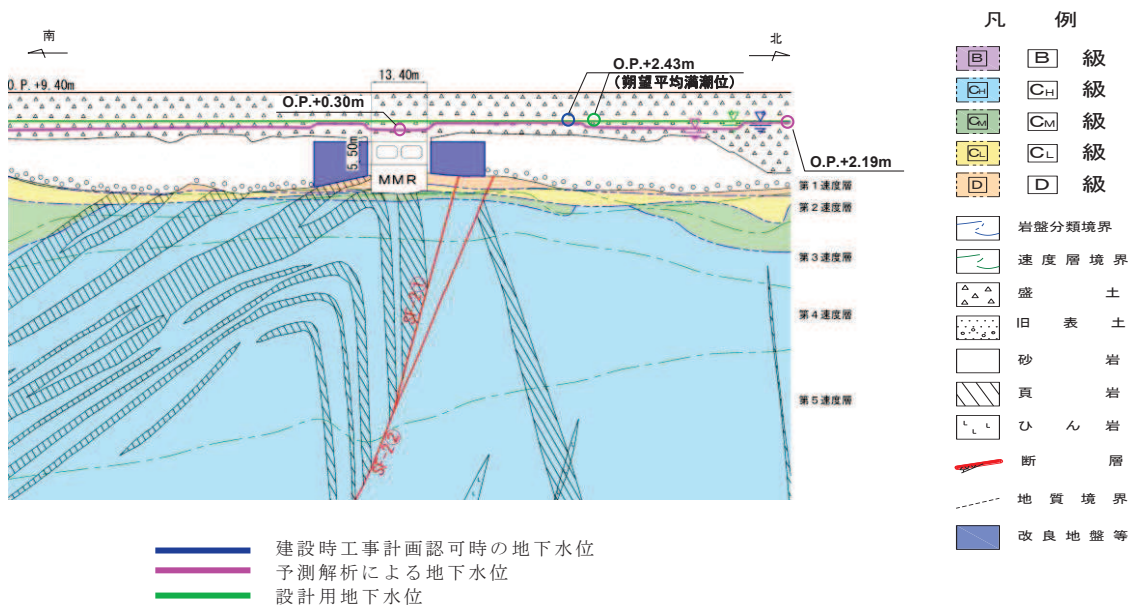 南
北
O.P.+9.40m
13.40m
O.P.+2.43m
(朔望平均満潮位)
O.P.+0.30m
5.50m
MMR
O.P.+2.19m
第1速度層
第2速度層
第3速度層
第4速度層
第5速度層
SF-21
SF-22
凡 例
B B 級
CH CH 級
CM CM 級
CL CL 級
D D 級
岩盤分類境界
速度層境界
盛土
旧表土
砂岩
頁岩
ひん岩
断層
地質境界
改良地盤等
建設時工事計画認可時の地下水位
予測解析による地下水位
設計用地下水位